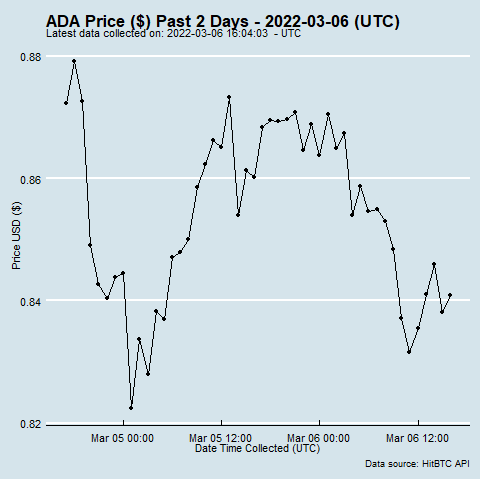 ADA Price ($) Past 2 Days - 2022-03-06 (UTC)
Latest data collected on: 2022-03-06 16:04:03 - UTC
0.88
0.86
0.84
0.82
Price USD ($)
Mar 05 00:00 Mar 05 12:00 Mar 06 00:00 Mar 06 12:00
Date Time Collected (UTC)
Data source: HitBTC API